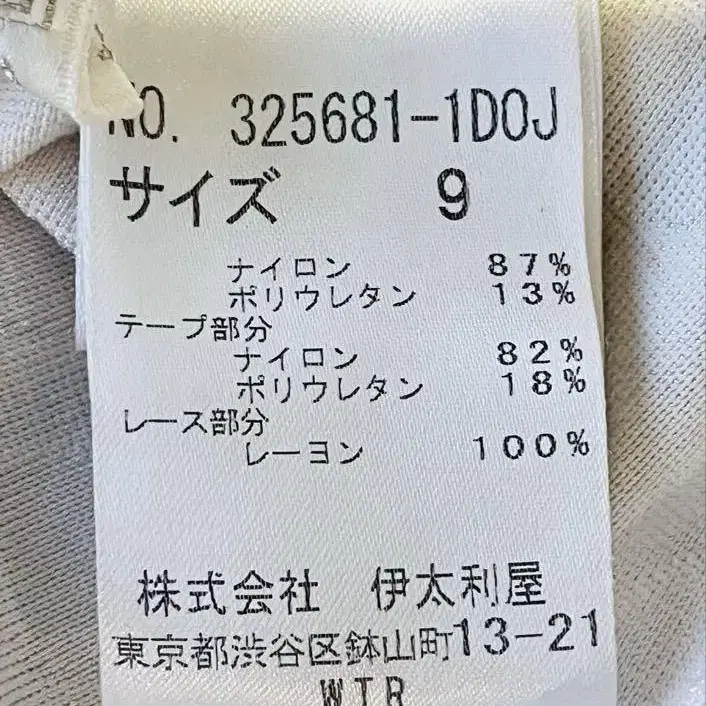 NO. 325681-1D0J
サイズ 9
ナイロン 87%
ポリウレタン 13%
テープ部分
ナイロン 82%
ポリウレタン 18%
レース部分
レーヨン 100%
株式会社 伊太利屋
東京都渋谷区鉢山町13-21
WTR